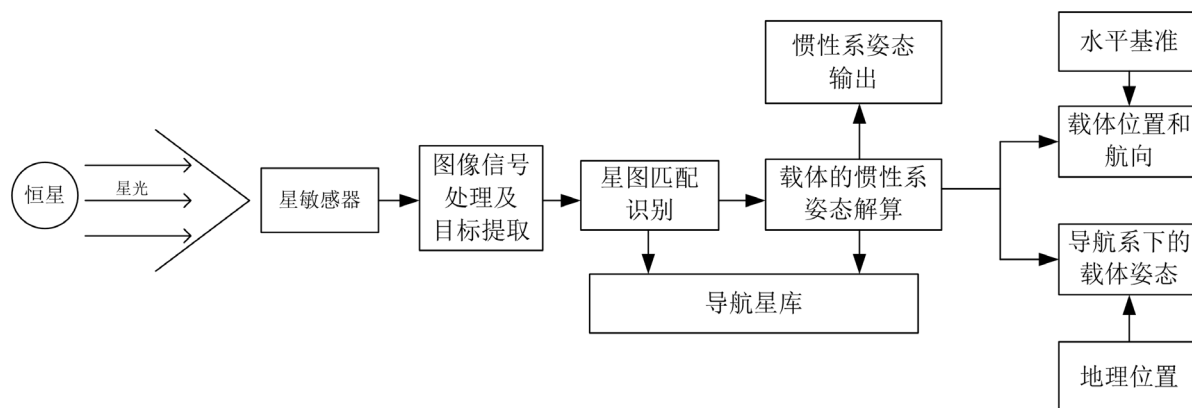 恒星
星光
星敏感器
图像信号
处理及
目标提取
星图匹配
识别
惯性系姿态
输出
载体的惯性系
姿态解算
导航星库
水平基准
载体位置和
航向
导航系下的
载体姿态
地理位置